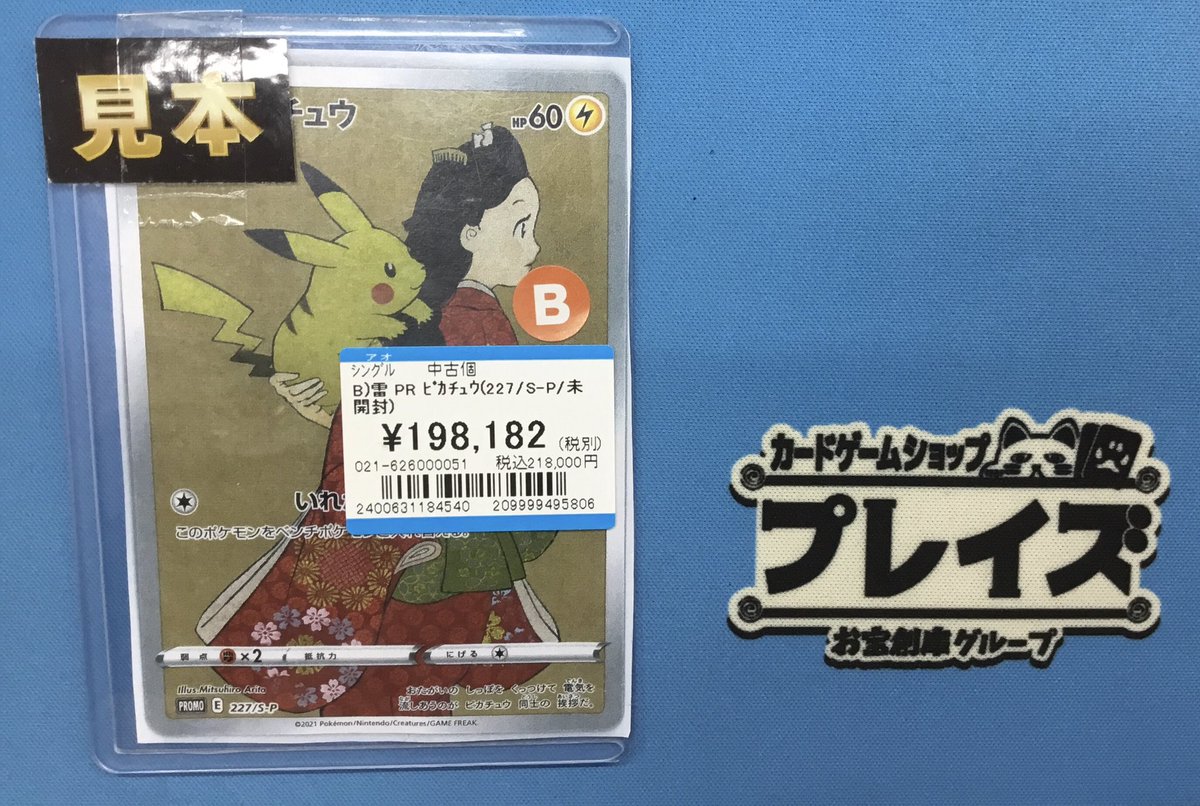 見本
チュウ
HP60
B
アオ
シングル 中古個
B)雷 PR ピカチュウ(227/S-P/未
開封)
¥198,182 (税別)
021-626000051 税込218,000円
2400631184540 209999495806
いれ
このポケモンをベンチポケ
弱点 ×2 抵抗力 にげる
Illus. Mitsuhiro Arita
PROMO E 227/S-P
おたがいの しっぽを くっつけて 電気を
流しあうのが ピカチュウ 同士の 挨拶だ。
©2021 Pokémon/Nintendo/Creatures/GAME FREAK.
カードゲームショップ
プレイズ
お宝創庫グループ